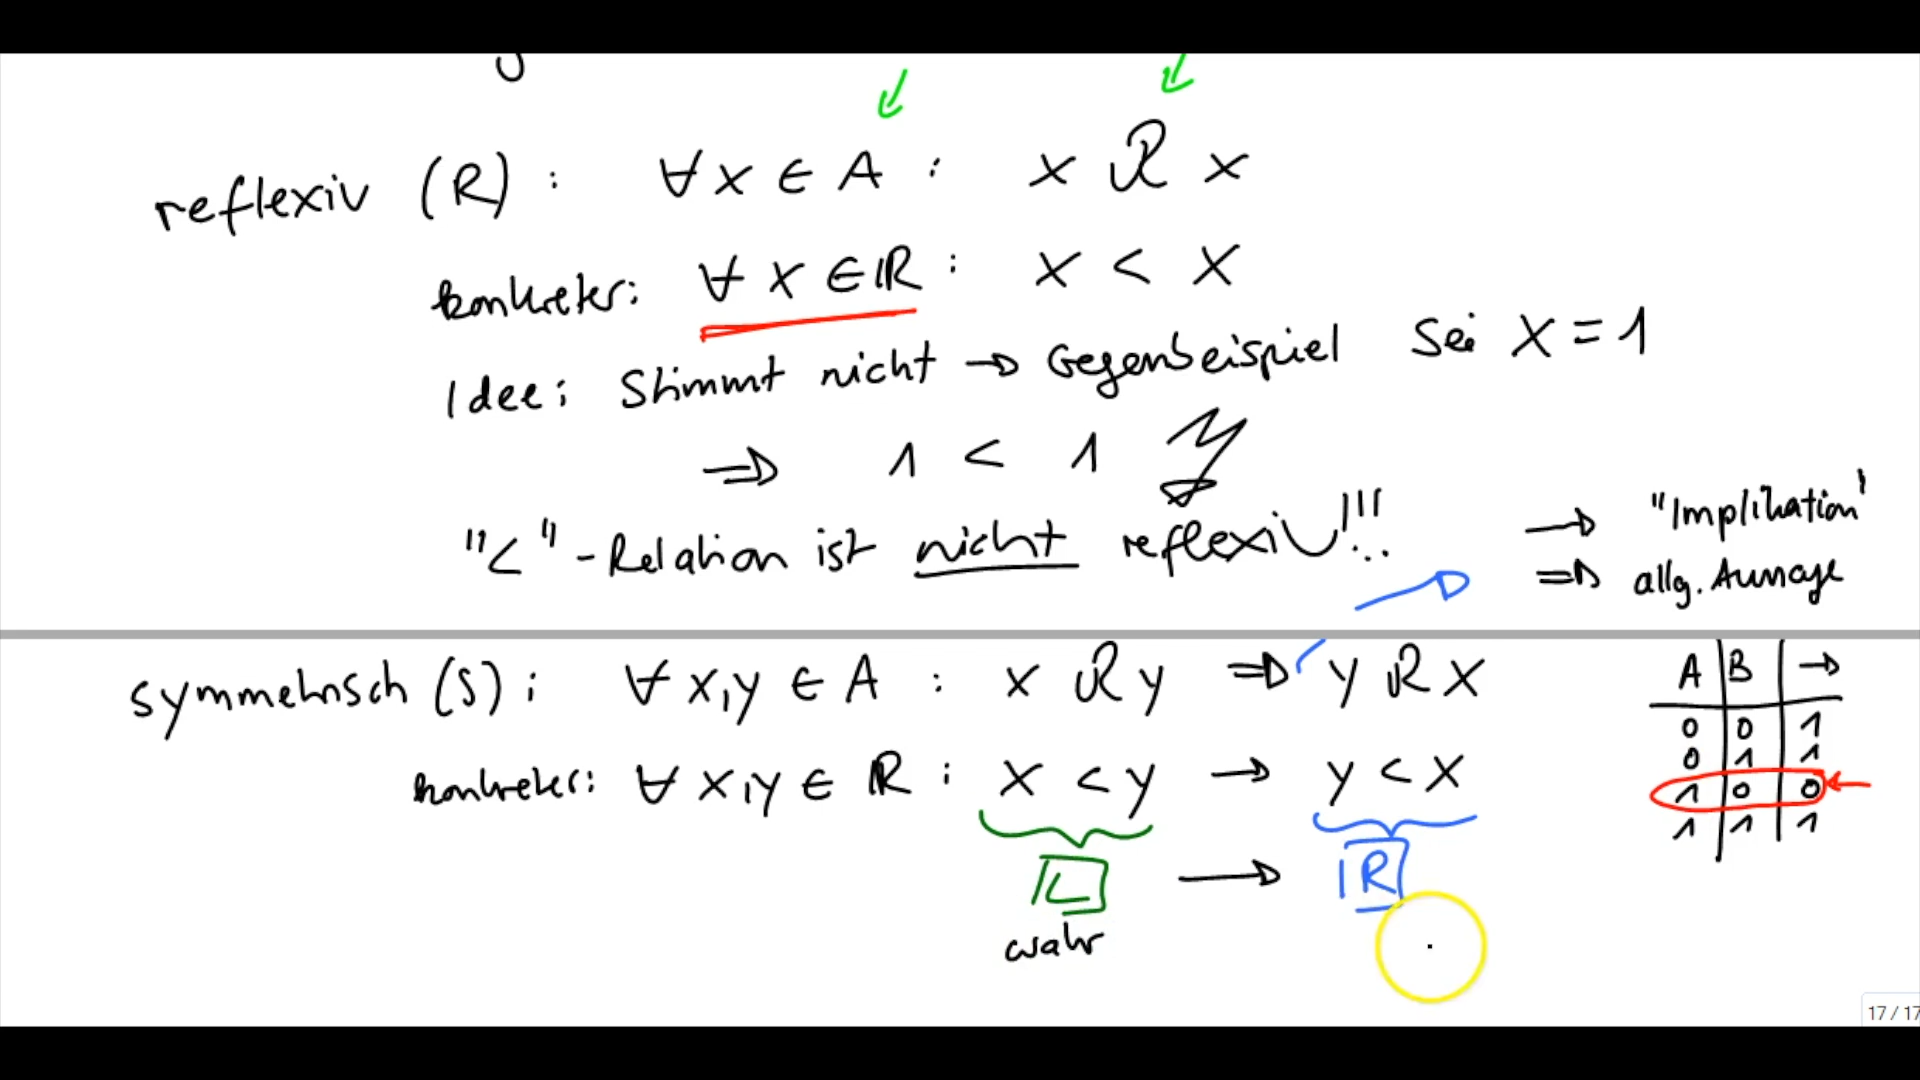 reflexiv (R): ∀ x ∈ A : x R x
konkreter: ∀ x ∈ ℝ : x < x
Idee: Stimmt nicht → Gegenbeispiel Sei x = 1
⇒ 1 < 1
"<" - Relation ist nicht reflexiv!!!
→ "Implikation"
⇒ allg. Aussage
symmetrisch (S): ∀ x,y ∈ A : x R y ⇒ y R x
konkreter: ∀ x,y ∈ ℝ : x < y → y < x
L → R
wahr
A B →
0 0 1
0 1 1
1 0 0
1 1 1
17 / 17